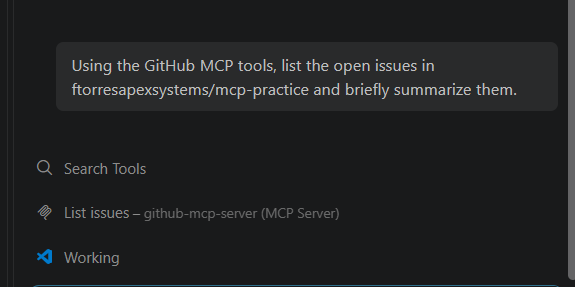 Using the GitHub MCP tools, list the open issues in
ftorresapexsystems/mcp-practice and briefly summarize them.
Search Tools
List issues – github-mcp-server (MCP Server)
Working